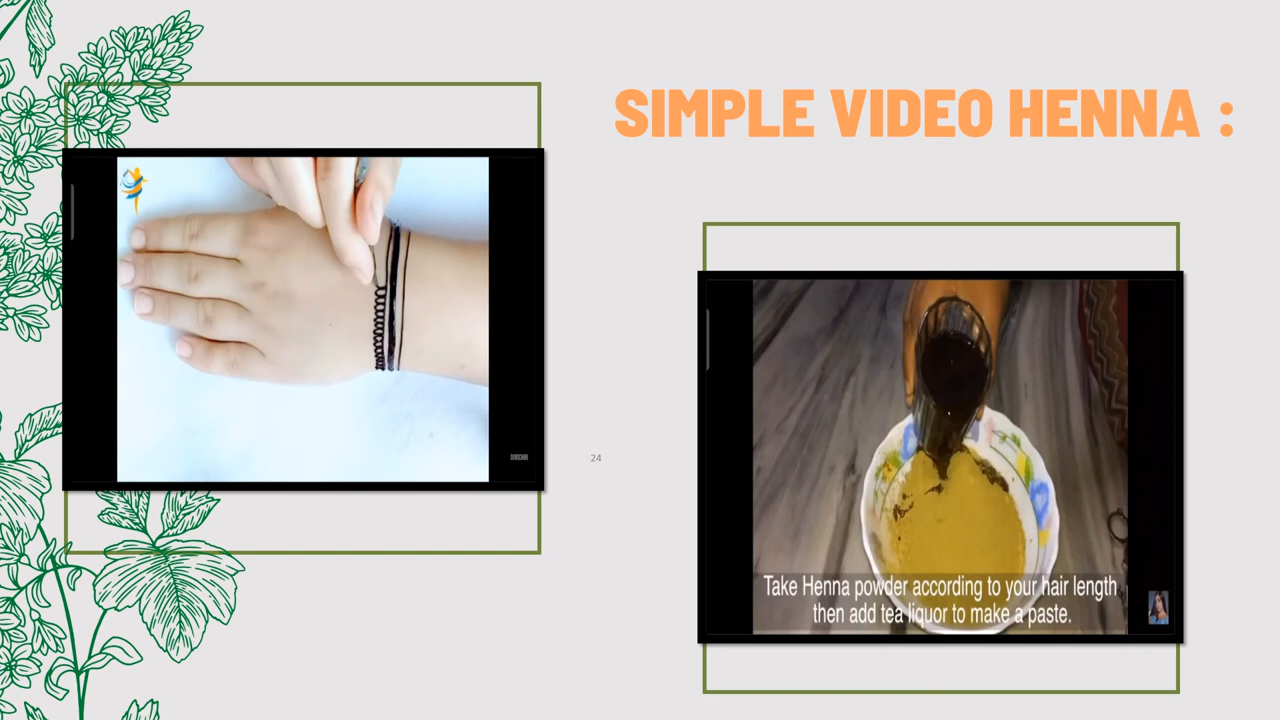 SIMPLE VIDEO HENNA :
SUBSCRIBE
24
Take Henna powder according to your hair length
then add tea liquor to make a paste.